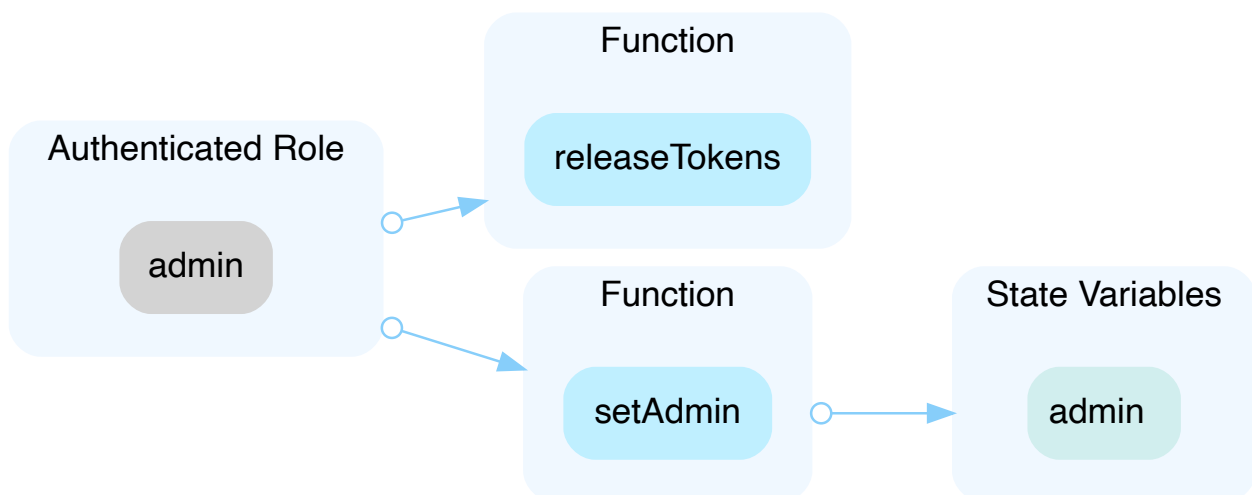 Authenticated Role
admin
Function
releaseTokens
Function
setAdmin
State Variables
admin